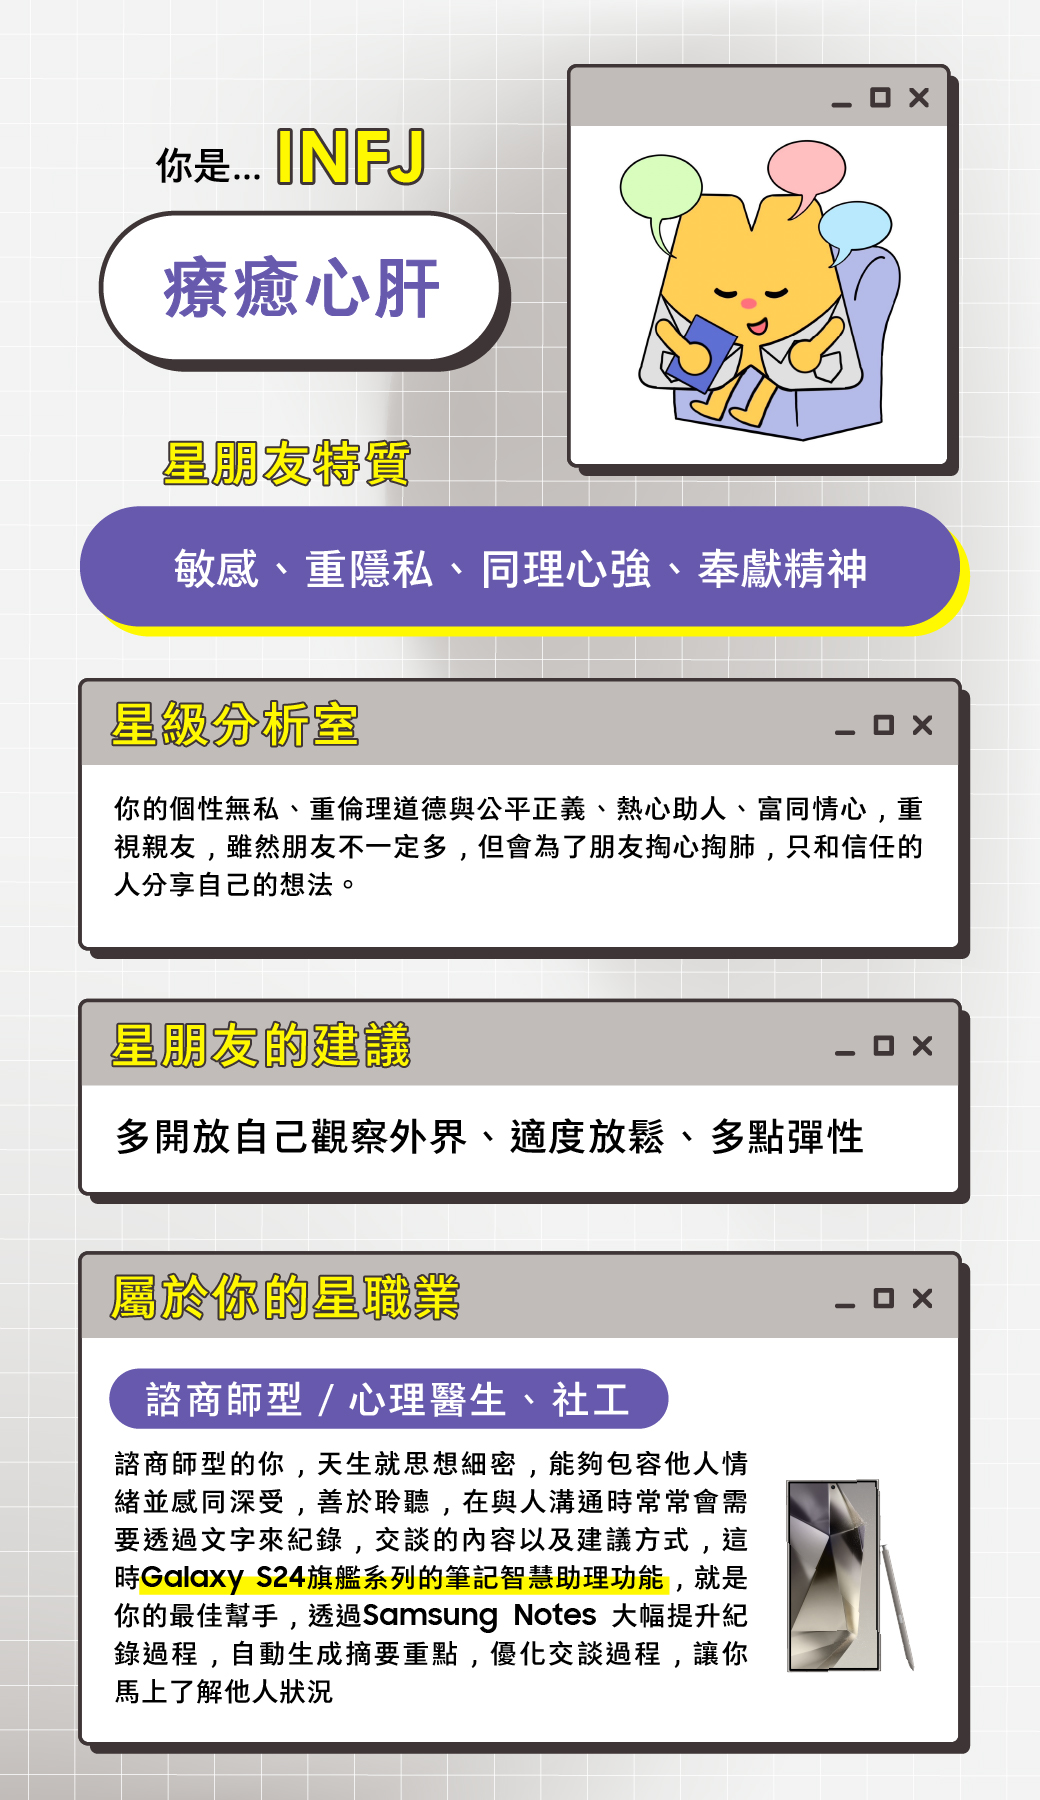 你是... INFJ
療癒心肝
星朋友特質
敏感、重隱私、同理心強、奉獻精神
星級分析室
你的個性無私、重倫理道德與公平正義、熱心助人、富同情心，重
視親友，雖然朋友不一定多，但會為了朋友掏心掏肺，只和信任的
人分享自己的想法。
星朋友的建議
多開放自己觀察外界、適度放鬆、多點彈性
屬於你的星職業
諮商師型 / 心理醫生、社工
諮商師型的你，天生就思想細密，能夠包容他人情
緒並感同深受，善於聆聽，在與人溝通時常常會需
要透過文字來紀錄，交談的內容以及建議方式，這
時Galaxy S24旗艦系列的筆記智慧助理功能，就是
你的最佳幫手，透過Samsung Notes 大幅提升紀
錄過程，自動生成摘要重點，優化交談過程，讓你
馬上了解他人狀況